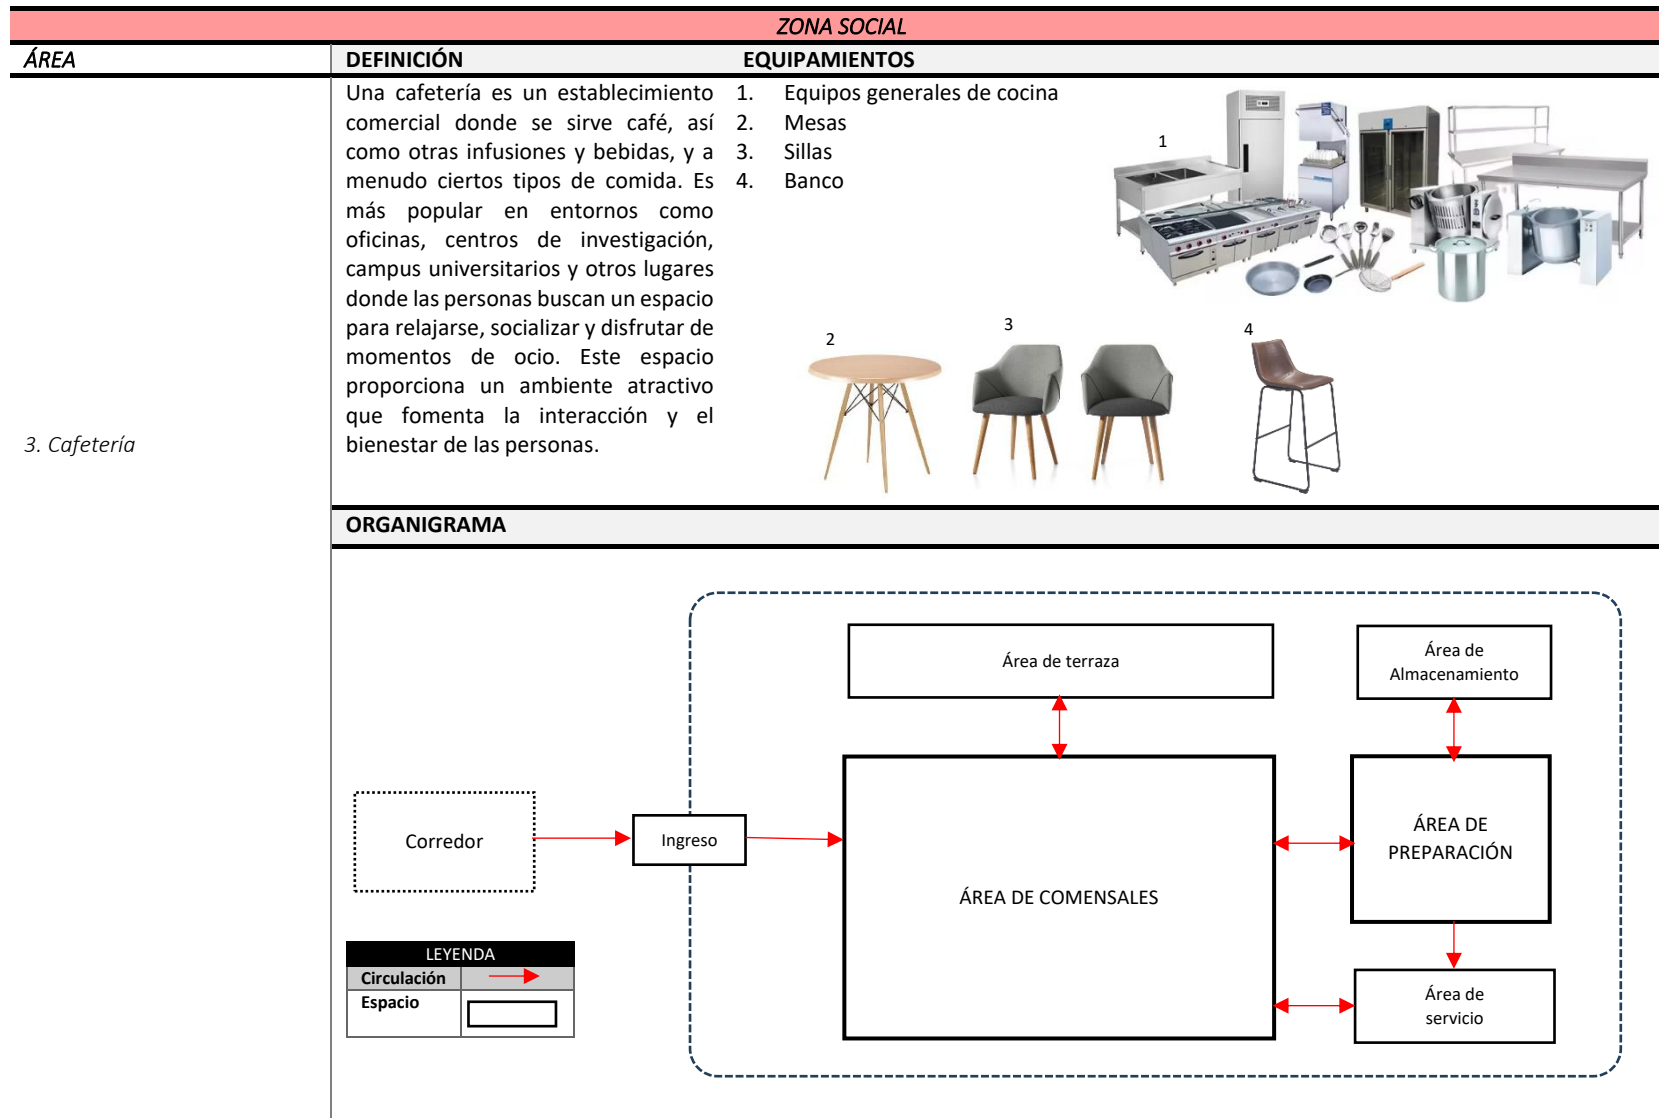 ZONA SOCIAL
ÁREA
DEFINICIÓN
EQUIPAMIENTOS
3. Cafetería
Una cafetería es un establecimiento
comercial donde se sirve café, así
como otras infusiones y bebidas, y a
menudo ciertos tipos de comida. Es
más popular en entornos como
oficinas, centros de investigación,
campus universitarios y otros lugares
donde las personas buscan un espacio
para relajarse, socializar y disfrutar de
momentos de ocio. Este espacio
proporciona un ambiente atractivo
que fomenta la interacción y el
bienestar de las personas.
1. Equipos generales de cocina
2. Mesas
3. Sillas
4. Banco
1
2
3
4
ORGANIGRAMA
Área de terraza
Área de
Almacenamiento
Corredor
Ingreso
ÁREA DE COMENSALES
ÁREA DE
PREPARACIÓN
Área de
servicio
LEYENDA
Circulación
Espacio